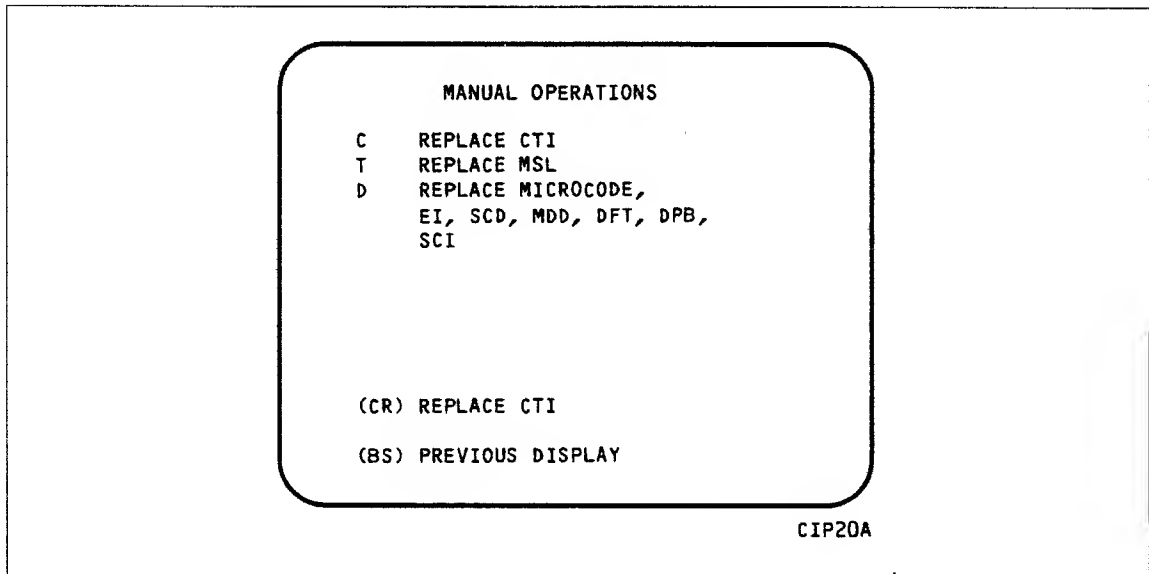 MANUAL OPERATIONS
C REPLACE CTI
T REPLACE MSL
D REPLACE MICROCODE,
EI, SCD, MDD, DFT, DPB,
SCI
(CR) REPLACE CTI
(BS) PREVIOUS DISPLAY
CIP20A